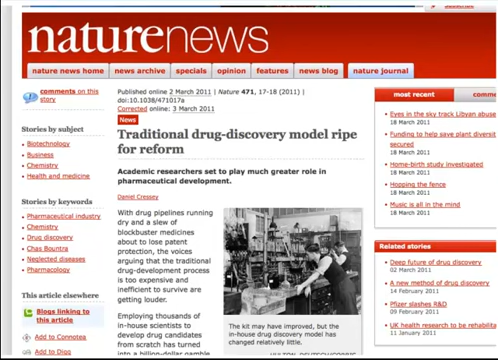 naturenews
nature news home
news archive
specials
opinion
features
news blog
nature journal
comments on this
story
Stories by subject
Biotechnology
Business
Chemistry
Health and medicine
Stories by keywords
Pharmaceutical industry
Chemistry
Drug discovery
Chas Bountra
Neglected diseases
Pharmacology
This article elsewhere
Blogs linking to
this article
Add to Connotea
Add to Digg
Published online 2 March 2011 | Nature 471, 17-18 (2011) |
doi:10.1038/471017a
Corrected online: 3 March 2011
News
Traditional drug-discovery model ripe
for reform
Academic researchers set to play much greater role in
pharmaceutical development.
Daniel Cressey
With drug pipelines running
dry and a slew of
blockbuster medicines
about to lose patent
protection, the voices
arguing that the traditional
drug-development process
is too expensive and
inefficient to survive are
getting louder.
Employing thousands of
in-house scientists to
develop drug candidates
from scratch has turned
into a billion-dollar gamble
The kit may have improved, but the
in-house drug discovery model has
changed relatively little.
most recent
Eyes in the sky track Libyan abuse
18 March 2011
Funding to help save plant diversit
secured
18 March 2011
Home-birth study investigated
18 March 2011
Hopping the fence
18 March 2011
Music is all in the mind
18 March 2011
Related stories
Deep future of drug discovery
02 March 2011
A new method of drug discovery
14 February 2011
Pfizer slashes R&D
09 February 2011
UK health research to be rehabilita
11 January 2011